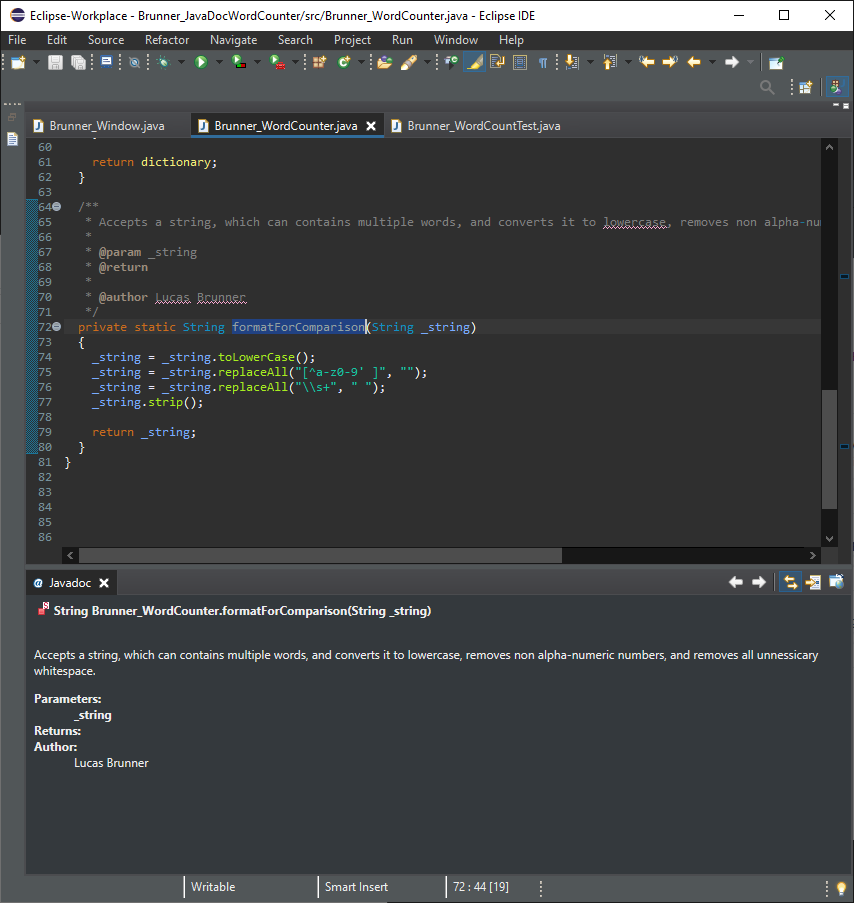 Eclipse-Workplace - Brunner_JavaDocWordCounter/src/Brunner_WordCounter.java - Eclipse IDE
File Edit Source Refactor Navigate Search Project Run Window Help
Brunner_Window.java Brunner_WordCounter.java Brunner_WordCountTest.java
60
61 return dictionary;
62 }
63
64 /**
65 * Accepts a string, which can contains multiple words, and converts it to lowercase, removes non alpha-nu
66 *
67 * @param _string
68 * @return
69 *
70 * @author Lucas Brunner
71 */
72 private static String formatForComparison(String _string)
73 {
74 _string = _string.toLowerCase();
75 _string = _string.replaceAll("[^a-z0-9' ]", "");
76 _string = _string.replaceAll("\\s+", " ");
77 _string.strip();
78
79 return _string;
80 }
81 }
82
83
84
85
86
@ Javadoc
String Brunner_WordCounter.formatForComparison(String _string)
Accepts a string, which can contains multiple words, and converts it to lowercase, removes non alpha-numeric numbers, and removes all unnessicary
whitespace.
Parameters:
_string
Returns:
Author:
Lucas Brunner
Writable Smart Insert 72 : 44 [19]